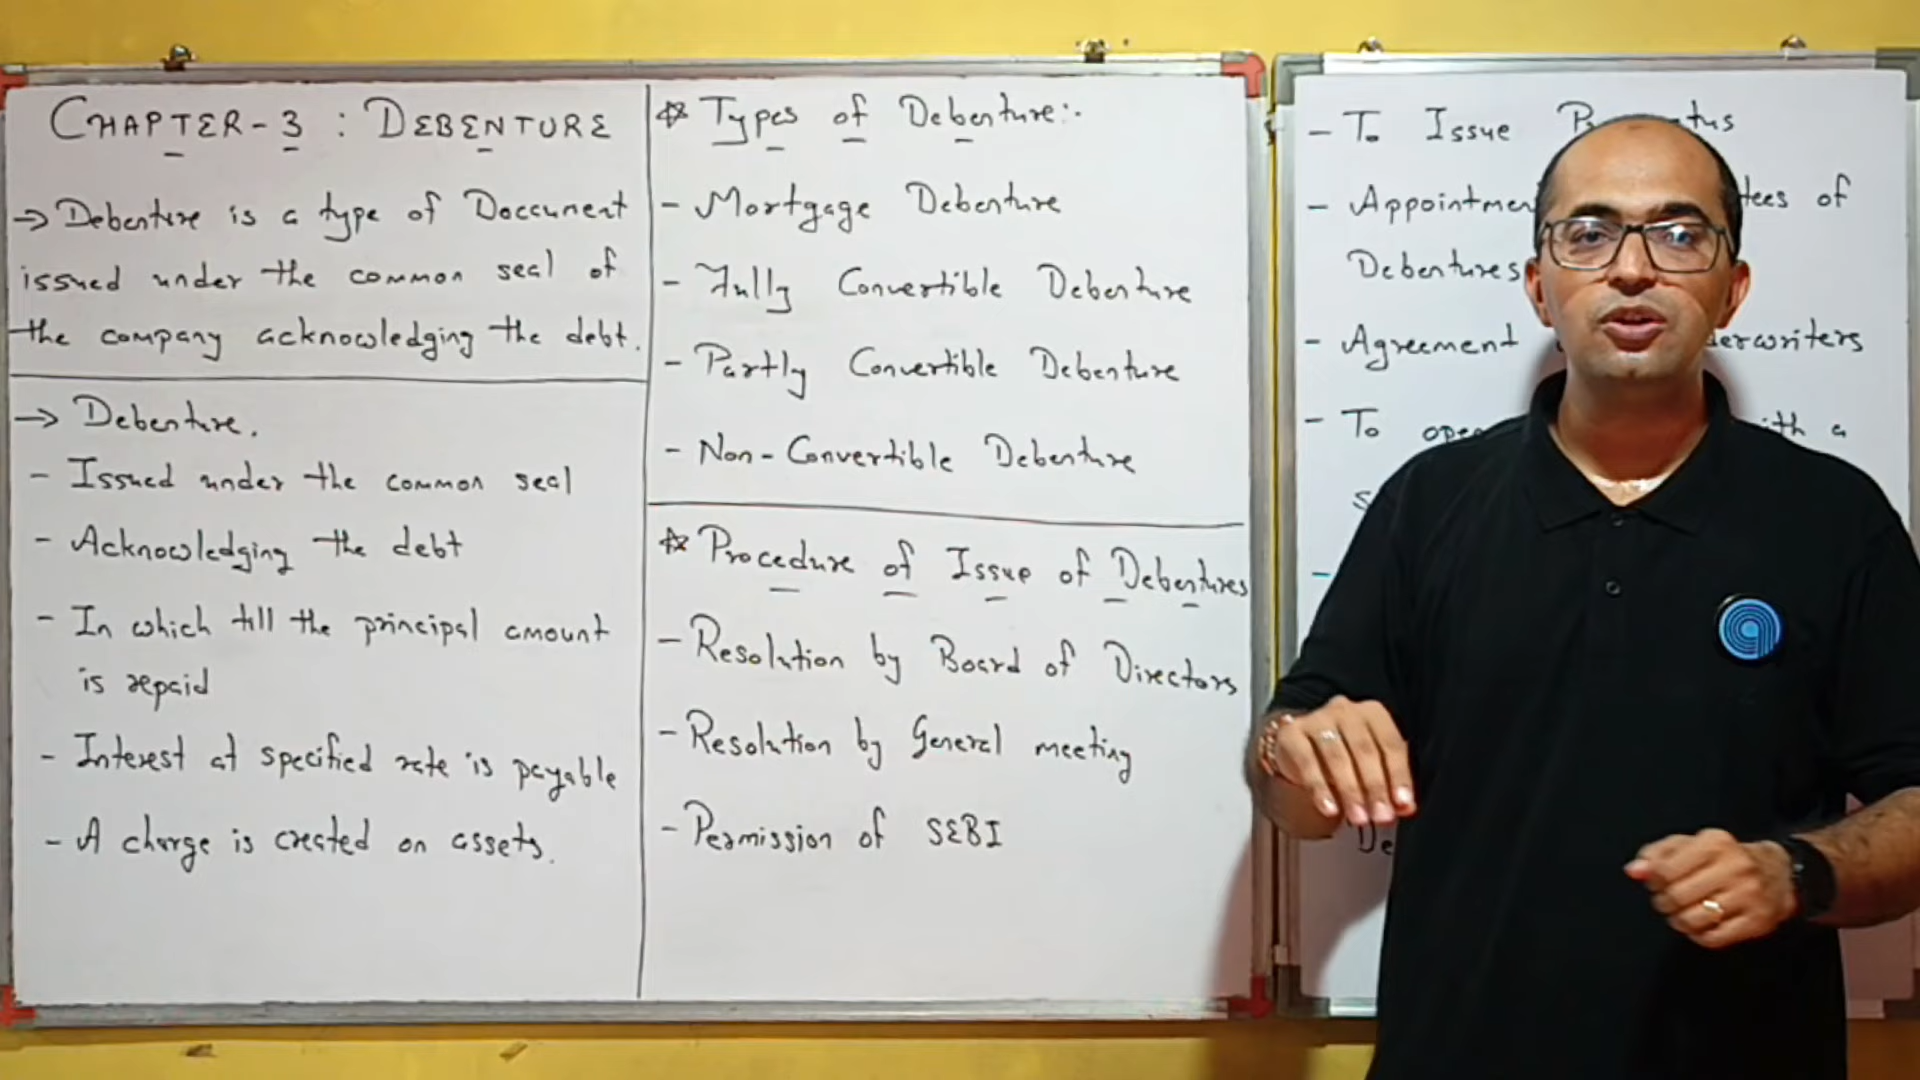 CHAPTER-3 : DEBENTURE
→ Debenture is a type of Doccument
issued under the common seal of
the company acknowledging the debt.
→ Debenture.
- Issued under the common seal
- Acknowledging the debt
- In which till the principal amount
is repaid
- Interest at specified rate is payable
- A charge is created on assets.
☆ Types of Debenture:-
- Mortgage Debenture
- Fully Convertible Debenture
- Partly Convertible Debenture
- Non-Convertible Debenture
☆ Procedure of Issue of Debentures
- Resolution by Board of Directors
- Resolution by General meeting
- Permission of SEBI
- To Issue
- of
Debentures
- Agreement
- To with a